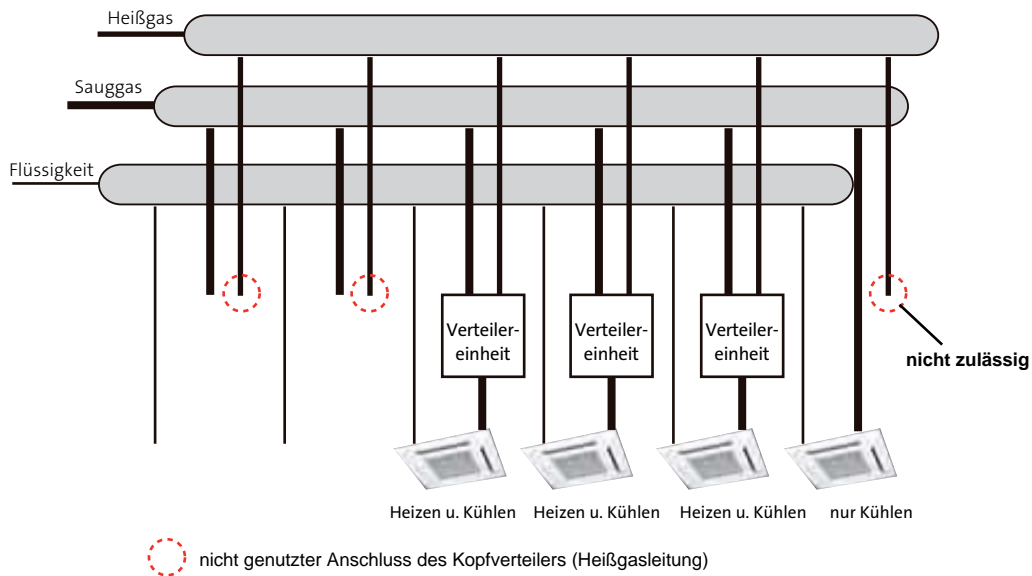 Heißgas
Sauggas
Flüssigkeit
Verteiler-
einheit
Verteiler-
einheit
Verteiler-
einheit
nicht zulässig
Heizen u. Kühlen
Heizen u. Kühlen
Heizen u. Kühlen
nur Kühlen
nicht genutzter Anschluss des Kopfverteilers (Heißgasleitung)